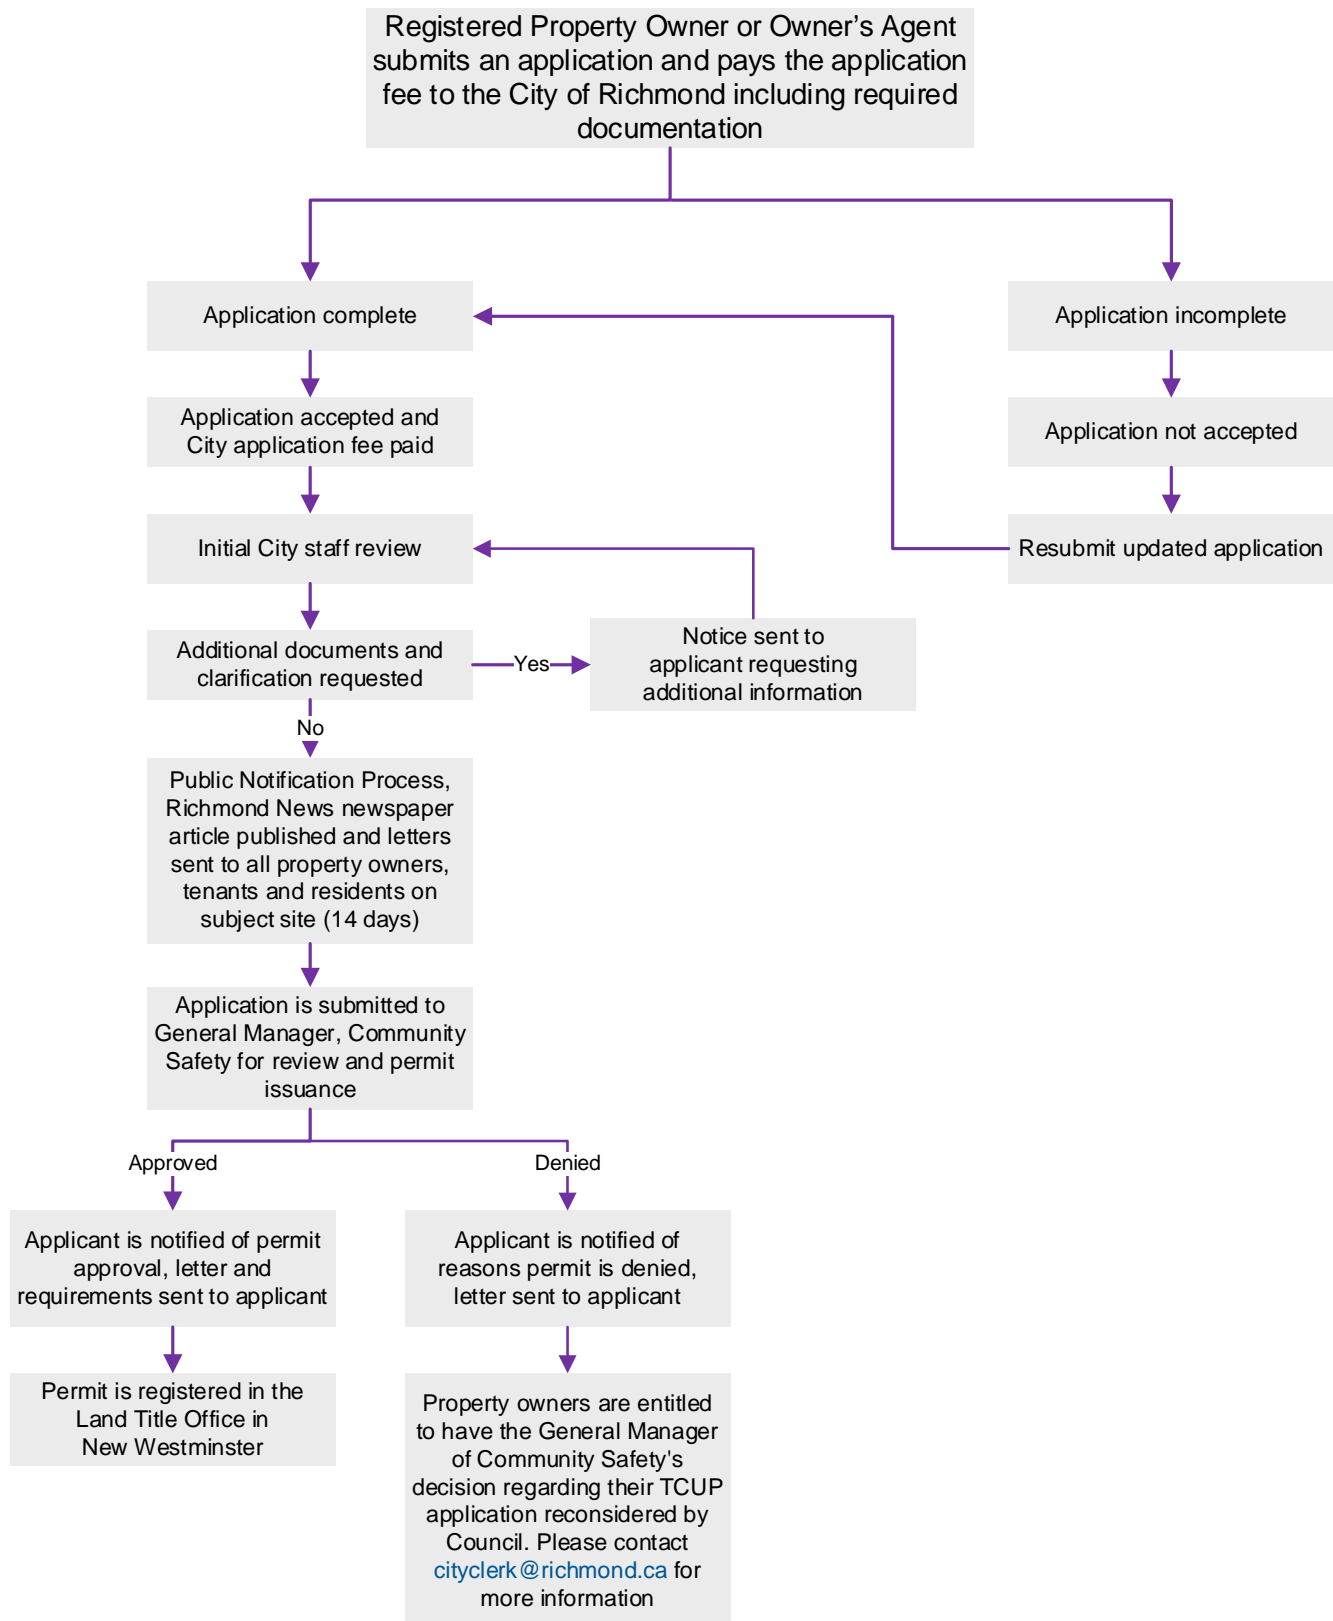 Registered Property Owner or Owner’s Agent
submits an application and pays the application
fee to the City of Richmond including required
documentation
Application complete
Application incomplete
Application accepted and
City application fee paid
Application not accepted
Initial City staff review
Resubmit updated application
Additional documents and
clarification requested
Yes
Notice sent to
applicant requesting
additional information
No
Public Notification Process,
Richmond News newspaper
article published and letters
sent to all property owners,
tenants and residents on
subject site (14 days)
Application is submitted to
General Manager, Community
Safety for review and permit
issuance
Approved
Denied
Applicant is notified of permit
approval, letter and
requirements sent to applicant
Applicant is notified of
reasons permit is denied,
letter sent to applicant
Permit is registered in the
Land Title Office in
New Westminster
Property owners are entitled
to have the General Manager
of Community Safety's
decision regarding their TCUP
application reconsidered by
Council. Please contact
cityclerk@richmond.ca for
more information